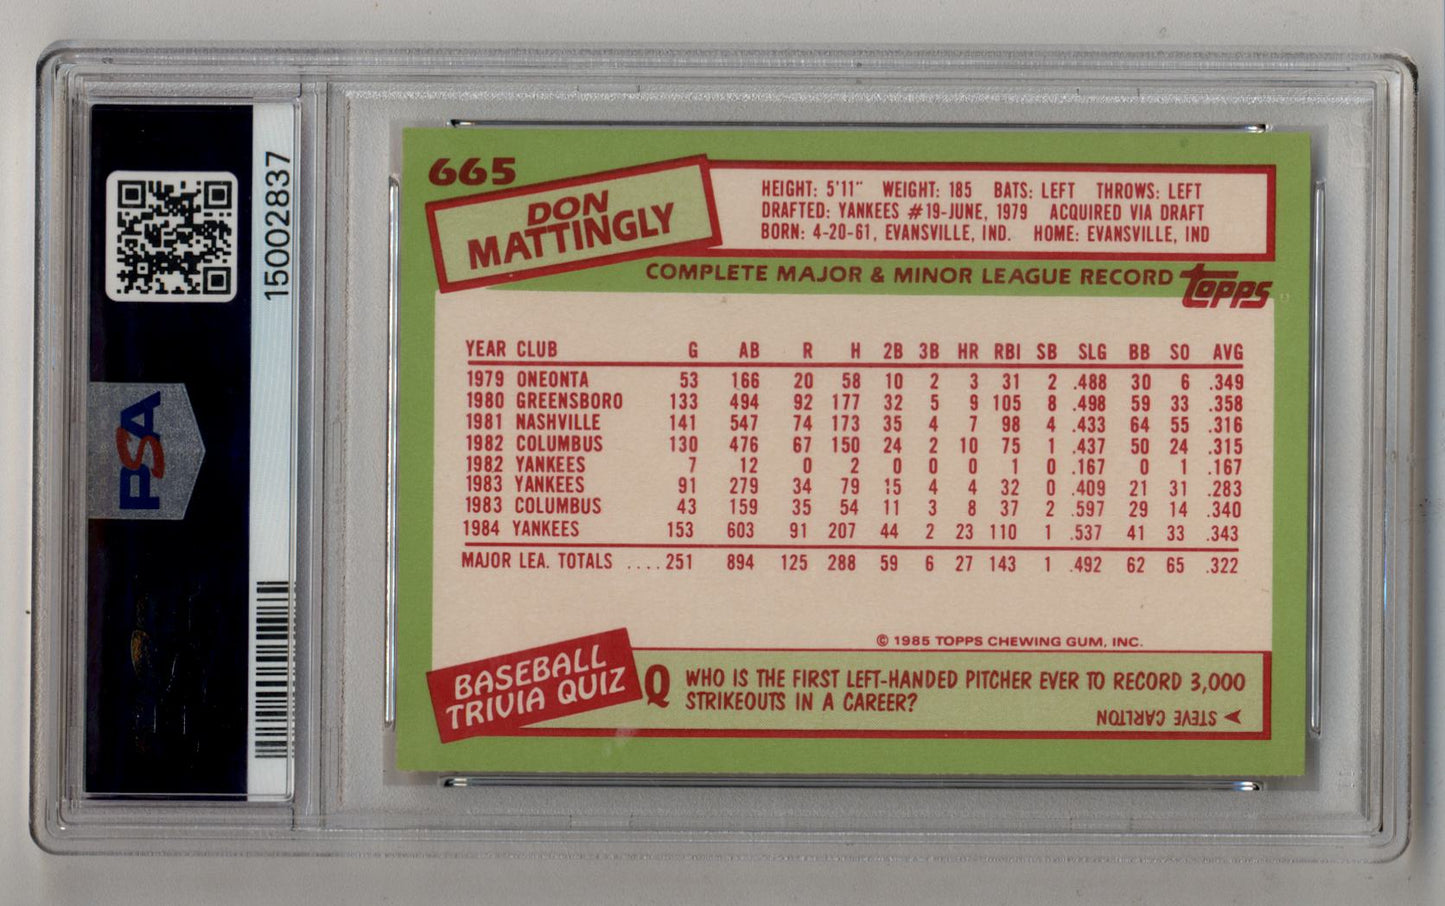 15002837
PSA
665
DON
MATTINGLY
HEIGHT: 5'11" WEIGHT: 185 BATS: LEFT THROWS: LEFT
DRAFTED: YANKEES #19-JUNE, 1979 ACQUIRED VIA DRAFT
BORN: 4-20-61, EVANSVILLE, IND. HOME: EVANSVILLE, IND
COMPLETE MAJOR & MINOR LEAGUE RECORD
topps
YEAR CLUB G AB R H 2B 3B HR RBI SB SLG BB SO AVG
1979 ONEONTA 53 166 20 58 10 2 3 31 2 .488 30 6 .349
1980 GREENSBORO 133 494 92 177 32 5 9 105 8 .498 59 33 .358
1981 NASHVILLE 141 547 74 173 35 4 7 98 4 .433 64 55 .316
1982 COLUMBUS 130 476 67 150 24 2 10 75 1 .437 50 24 .315
1982 YANKEES 7 12 0 2 0 0 0 1 0 .167 0 1 .167
1983 YANKEES 91 279 34 79 15 4 4 32 0 .409 21 31 .283
1983 COLUMBUS 43 159 35 54 11 3 8 37 2 .597 29 14 .340
1984 YANKEES 153 603 91 207 44 2 23 110 1 .537 41 33 .343
MAJOR LEA. TOTALS .... 251 894 125 288 59 6 27 143 1 .492 62 65 .322
© 1985 TOPPS CHEWING GUM, INC.
BASEBALL
TRIVIA QUIZ
Q WHO IS THE FIRST LEFT-HANDED PITCHER EVER TO RECORD 3,000
STRIKEOUTS IN A CAREER?
STEVE CARLTON